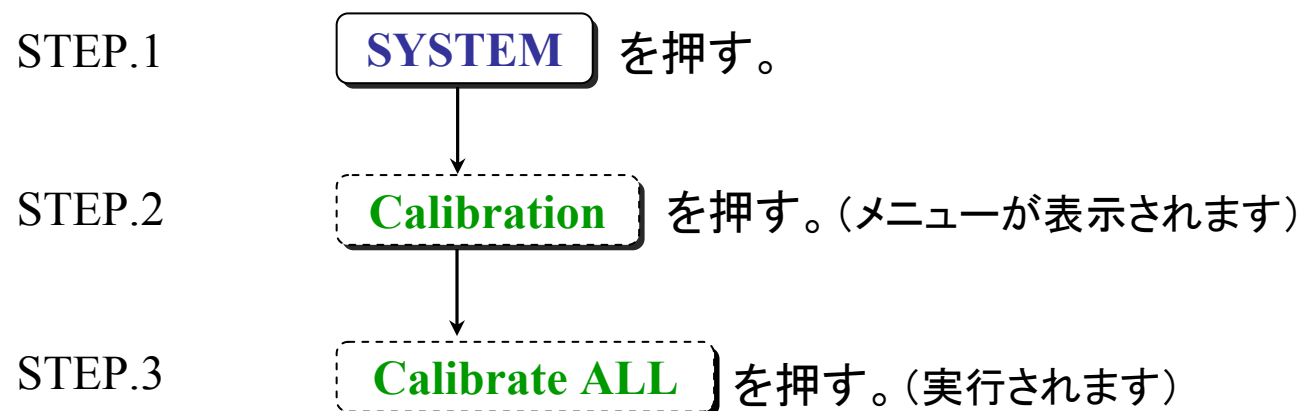 STEP.1 SYSTEM を押す。
STEP.2 Calibration を押す。(メニューが表示されます)
STEP.3 Calibrate ALL を押す。(実行されます)